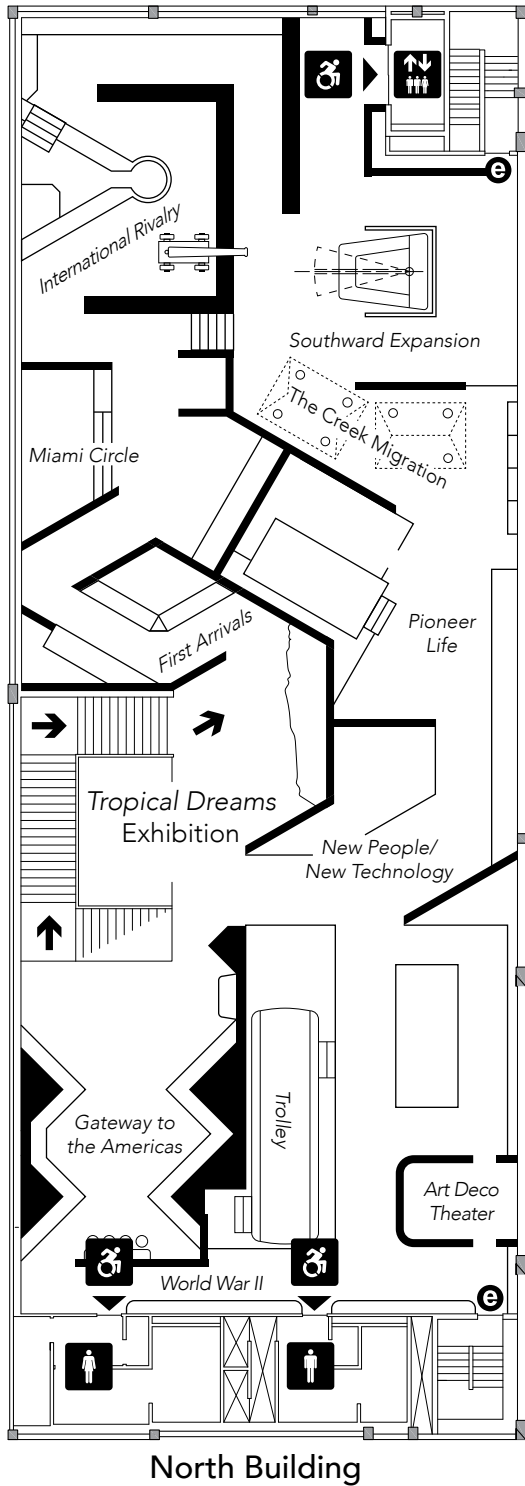 e
International Rivalry
Southward Expansion
The Creek Migration
Miami Circle
First Arrivals
Pioneer
Life
Tropical Dreams
Exhibition
New People/
New Technology
Trolley
Gateway to
the Americas
Art Deco
Theater
World War II
e
North Building